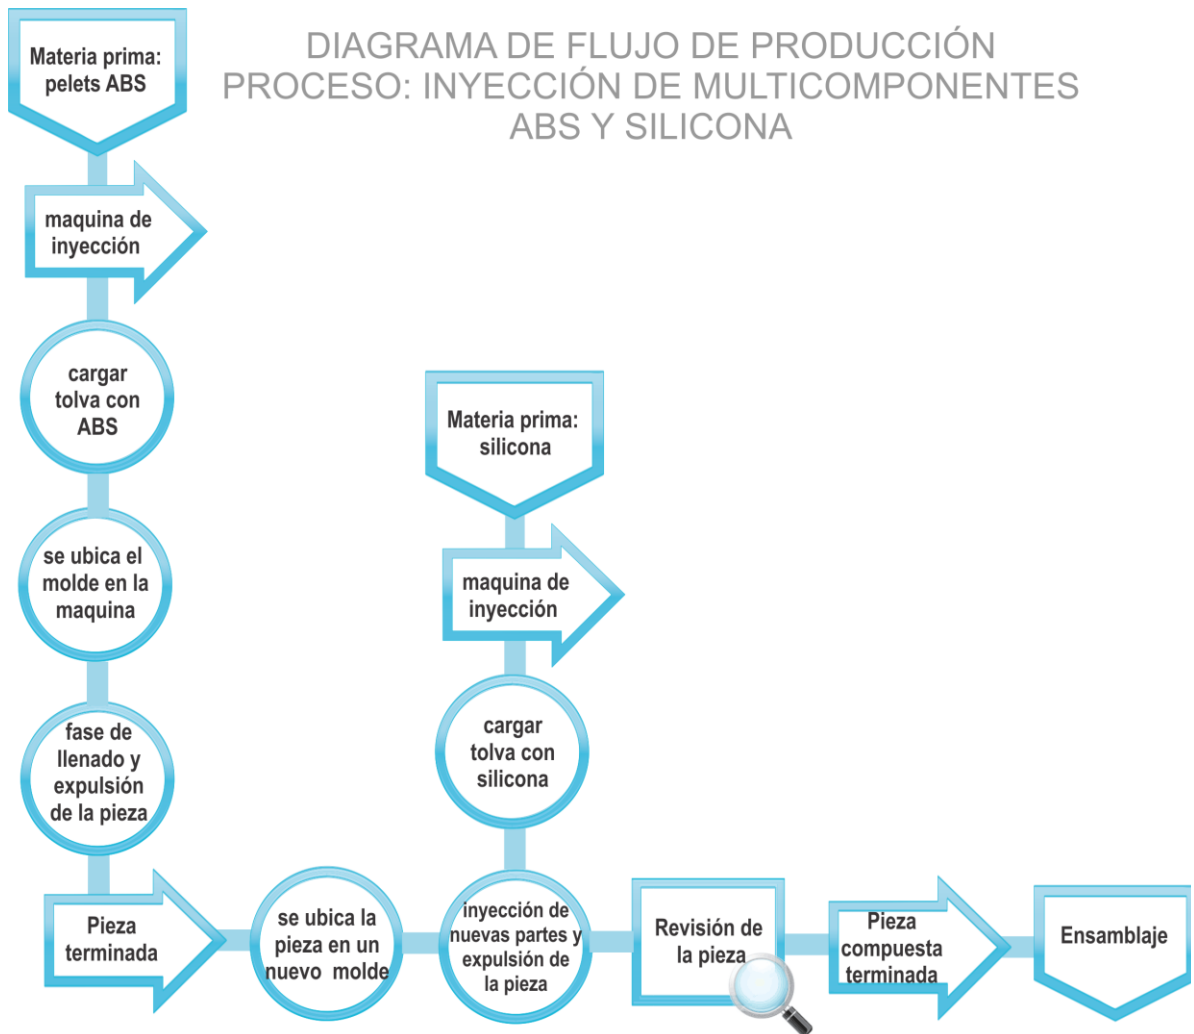 DIAGRAMA DE FLUJO DE PRODUCCIÓN
PROCESO: INYECCIÓN DE MULTICOMPONENTES
ABS Y SILICONA
Materia prima:
pelets ABS
maquina de
inyección
cargar
tolva con
ABS
se ubica el
molde en la
maquina
fase de
llenado y
expulsión
de la pieza
Pieza
terminada
se ubica la
pieza en un
nuevo molde
Materia prima:
silicona
maquina de
inyección
cargar
tolva con
silicona
inyección de
nuevas partes y
expulsión de
la pieza
Revisión de
la pieza
Pieza
compuesta
terminada
Ensamblaje